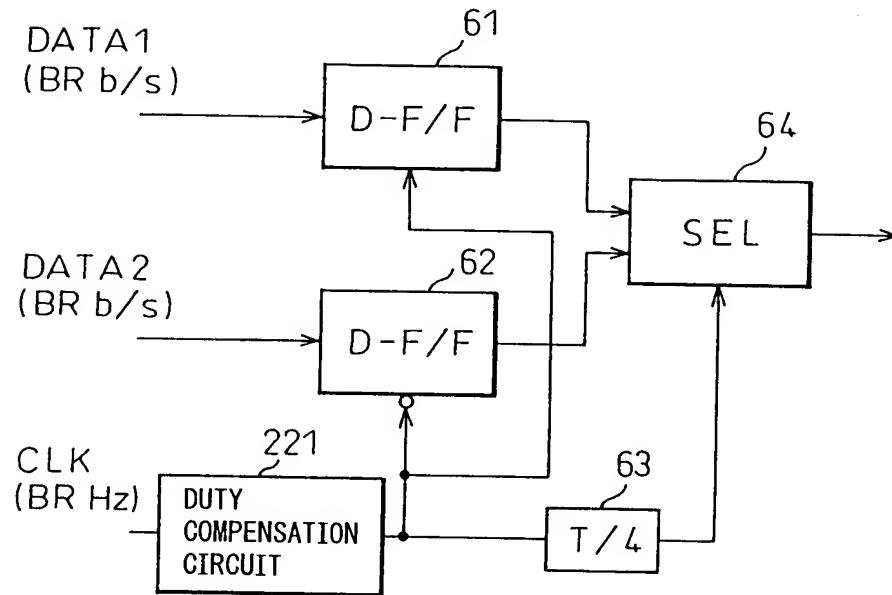 61
DATA1
(BR b/s)
D-F/F
64
SEL
DATA2
(BR b/s)
62
D-F/F
CLK
(BR Hz)
221
DUTY
COMPENSATION
CIRCUIT
63
T/4